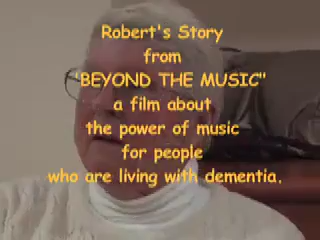 Robert's Story
from
'BEYOND THE MUSIC"
a film about
the power of music
for people
who are living with dementia.